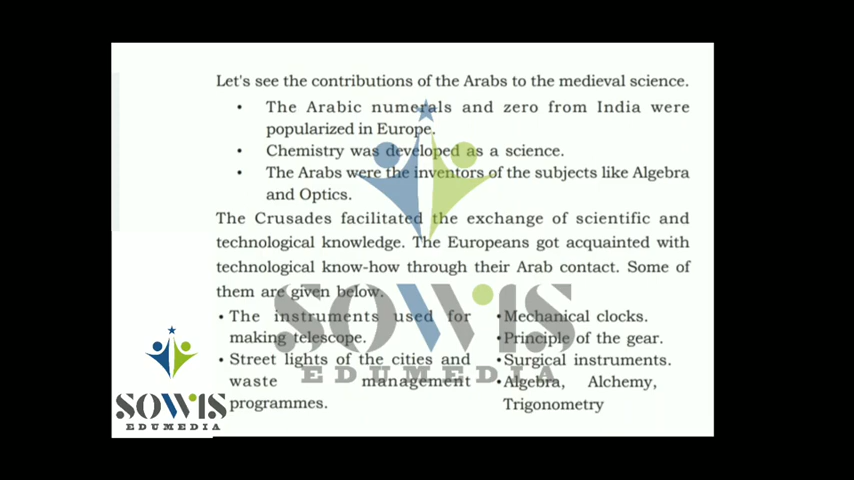 Let's see the contributions of the Arabs to the medieval science.
• The Arabic numerals and zero from India were
popularized in Europe.
• Chemistry was developed as a science.
• The Arabs were the inventors of the subjects like Algebra
and Optics.
The Crusades facilitated the exchange of scientific and
technological knowledge. The Europeans got acquainted with
technological know-how through their Arab contact. Some of
them are given below.
• The instruments used for
making telescope.
• Street lights of the cities and
waste management
programmes.
• Mechanical clocks.
• Principle of the gear.
• Surgical instruments.
• Algebra, Alchemy,
Trigonometry
SOWIS
EDUMEDIA
SOWIS
EDUMEDIA